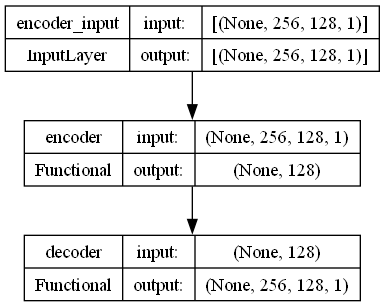 encoder_input input: [(None, 256, 128, 1)]
InputLayer output: [(None, 256, 128, 1)]
encoder input: (None, 256, 128, 1)
Functional output: (None, 128)
decoder input: (None, 128)
Functional output: (None, 256, 128, 1)